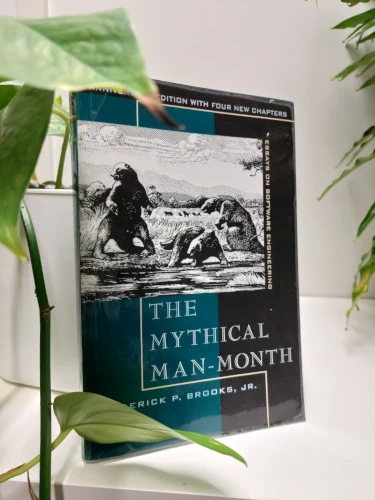 EDITION WITH FOUR NEW CHAPTERS
ESSAYS ON SOFTWARE ENGINEERING
THE
MYTHICAL
MAN-MONTH
P. BROOKS, JR.